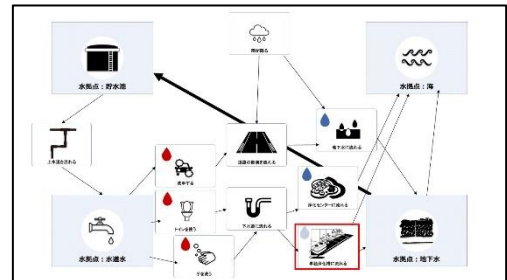 雨が降る
水拠点：貯水池
水拠点：海
上水道を流れる
洗車する
道路の側溝を流れる
地下水に流れる
トイレを使う
下水道に流れる
浄化センターに流れる
手を洗う
水拠点：水道水
水拠点：地下水